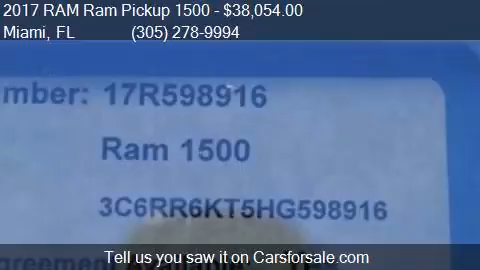 2017 RAM Ram Pickup 1500 - $38,054.00
Miami, FL (305) 278-9994
mber: 17R598916
Ram 1500
3C6RR6KT5HG598916
Tell us you saw it on Carsforsale.com